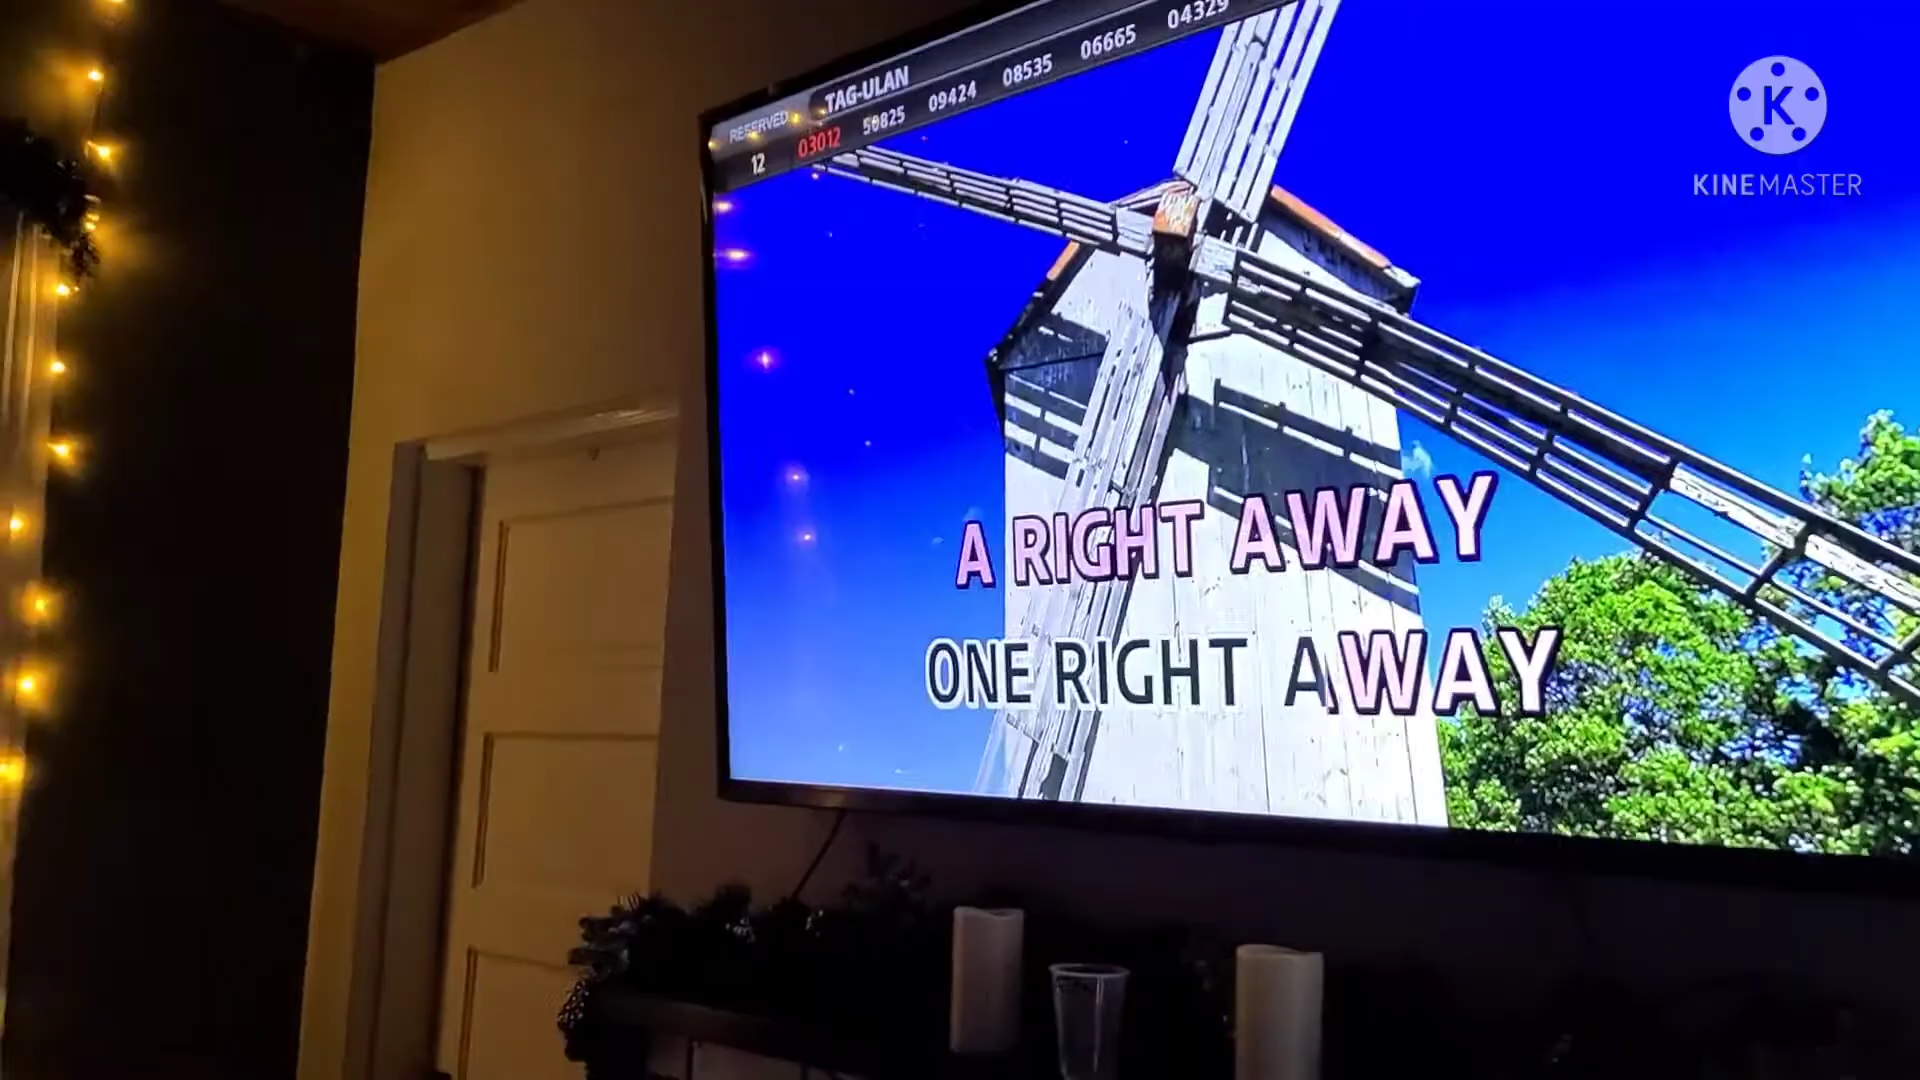 RESERVED TAG-ULAN
12 03012 50825 09424 08535 06665 04329
K
KINEMASTER
A RIGHT AWAY
ONE RIGHT AWAY